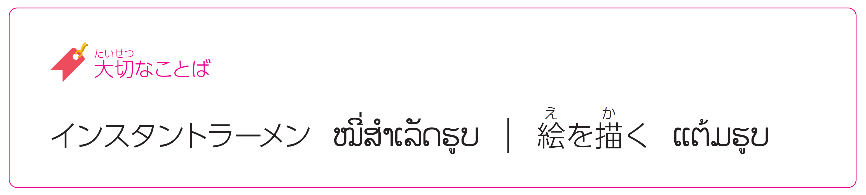 たいせつ
大切なことば
え か
インスタントラーメン ໝີ່ສຳເລັດຮູບ | 絵を描く ແຕ້ມຮູບ